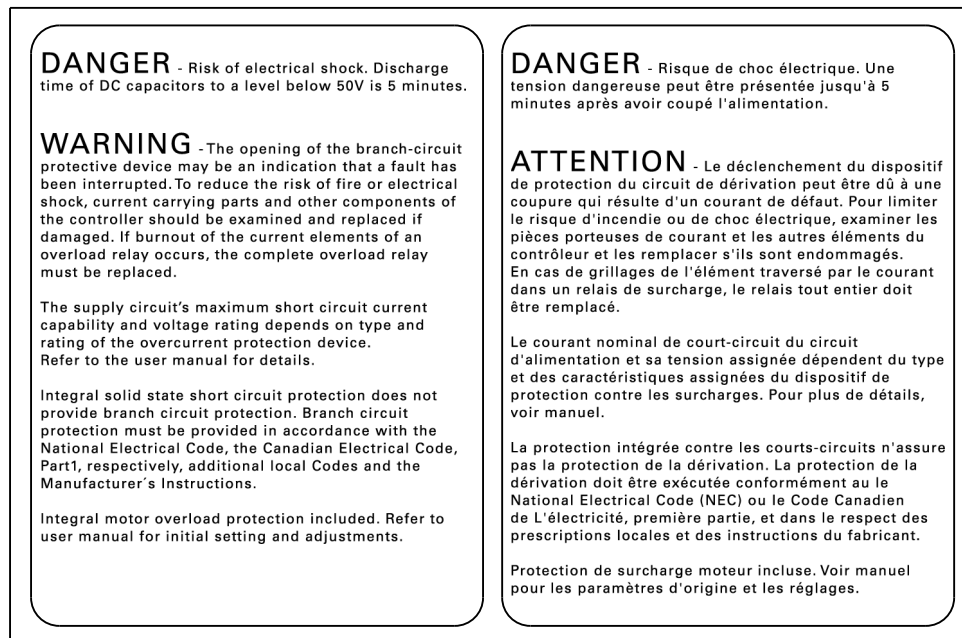 DANGER - Risk of electrical shock. Discharge
time of DC capacitors to a level below 50V is 5 minutes.
WARNING - The opening of the branch-circuit
protective device may be an indication that a fault has
been interrupted. To reduce the risk of fire or electrical
shock, current carrying parts and other components of
the controller should be examined and replaced if
damaged. If burnout of the current elements of an
overload relay occurs, the complete overload relay
must be replaced.
The supply circuit's maximum short circuit current
capability and voltage rating depends on type and
rating of the overcurrent protection device.
Refer to the user manual for details.
Integral solid state short circuit protection does not
provide branch circuit protection. Branch circuit
protection must be provided in accordance with the
National Electrical Code, the Canadian Electrical Code,
Part1, respectively, additional local Codes and the
Manufacturer´s Instructions.
Integral motor overload protection included. Refer to
user manual for initial setting and adjustments.
DANGER - Risque de choc électrique. Une
tension dangereuse peut être présentée jusqu'à 5
minutes après avoir coupé l'alimentation.
ATTENTION - Le déclenchement du dispositif
de protection du circuit de dérivation peut être dû à une
coupure qui résulte d'un courant de défaut. Pour limiter
le risque d'incendie ou de choc électrique, examiner les
pièces porteuses de courant et les autres éléments du
contrôleur et les remplacer s'ils sont endommagés.
En cas de grillages de l'élément traversé par le courant
dans un relais de surcharge, le relais tout entier doit
être remplacé.
Le courant nominal de court-circuit du circuit
d'alimentation et sa tension assignée dépendent du type
et des caractéristiques assignées du dispositif de
protection contre les surcharges. Pour plus de détails,
voir manuel.
La protection intégrée contre les courts-circuits n'assure
pas la protection de la dérivation. La protection de la
dérivation doit être exécutée conformément au le
National Electrical Code (NEC) ou le Code Canadien
de L'électricité, première partie, et dans le respect des
prescriptions locales et des instructions du fabricant.
Protection de surcharge moteur incluse. Voir manuel
pour les paramètres d'origine et les réglages.